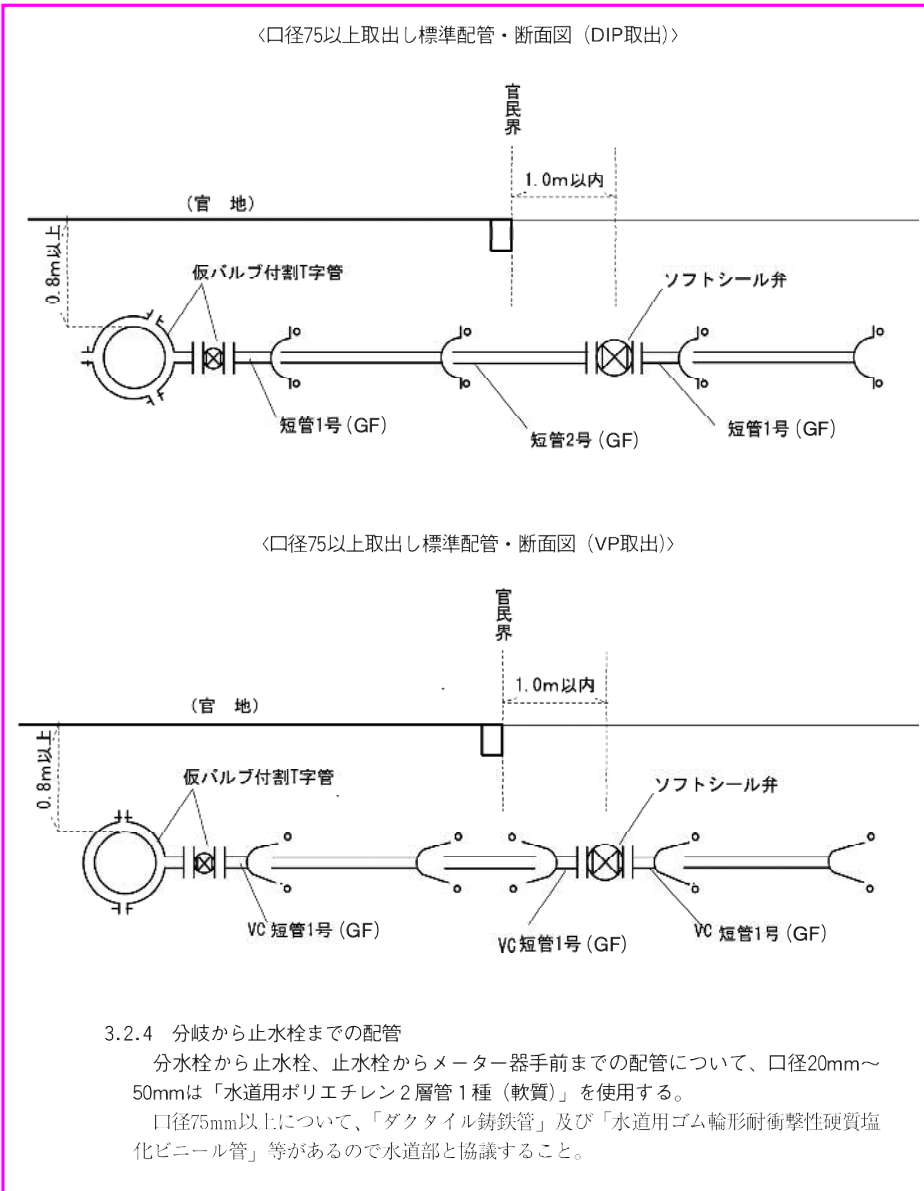 〈口径75以上取出し標準配管・断面図（DIP取出)〉
官民界
1.0m以内
（官　地）
0.8m以上
仮バルブ付割T字管
ソフトシール弁
短管1号（GF）
短管2号（GF）
短管1号（GF）
〈口径75以上取出し標準配管・断面図（VP取出)〉
官民界
1.0m以内
（官　地）
0.8m以上
仮バルブ付割T字管
ソフトシール弁
VC 短管1号（GF）
VC 短管1号（GF）
VC 短管1号（GF）
3.2.4　分岐から止水栓までの配管
分水栓から止水栓、止水栓からメーター器手前までの配管について、口径20mm～
50mmは「水道用ポリエチレン２層管１種（軟質）」を使用する。
口径75mm以上について、「ダクタイル鋳鉄管」及び「水道用ゴム輪形耐衝撃性硬質塩
化ビニール管」等があるので水道部と協議すること。